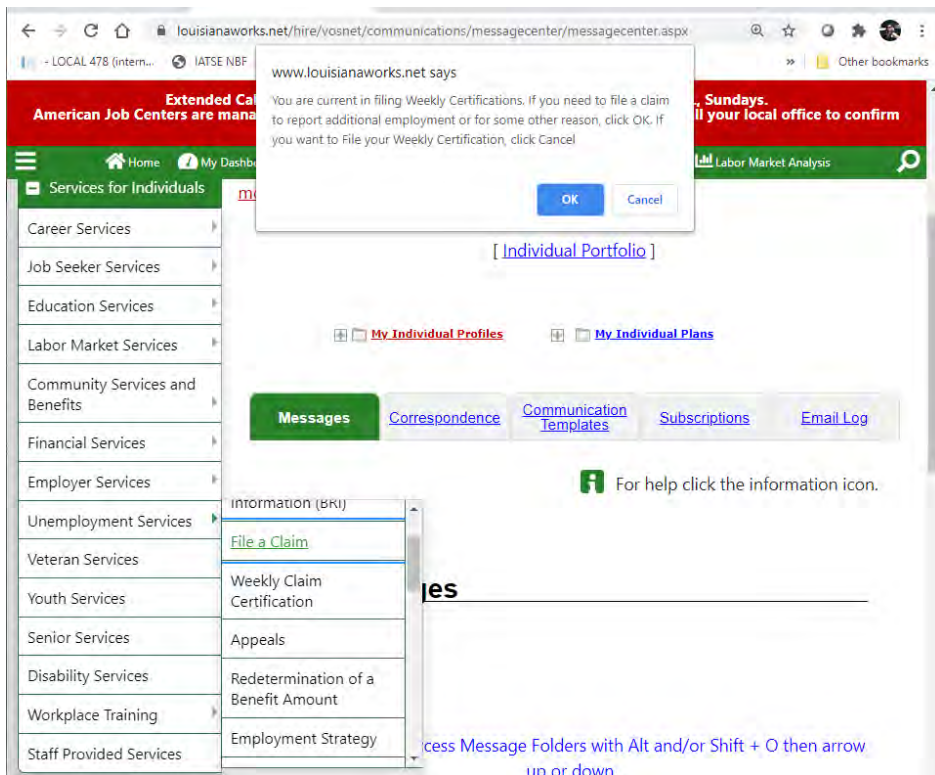 louisianaworks.net/hire/vosnet/communications/messagecenter/messagecenter.aspx
- LOCAL 478 (intern... IATSE NBF » Other bookmarks
www.louisianaworks.net says
You are current in filing Weekly Certifications. If you need to file a claim
to report additional employment or for some other reason, click OK. If
you want to File your Weekly Certification, click Cancel
OK Cancel
Extended Cal , Sundays.
American Job Centers are mana ll your local office to confirm
Home My Dashb Labor Market Analysis
Services for Individuals
Career Services
Job Seeker Services
Education Services
Labor Market Services
Community Services and
Benefits
Financial Services
Employer Services
Unemployment Services
Veteran Services
Youth Services
Senior Services
Disability Services
Workplace Training
Staff Provided Services
Information (BRI)
File a Claim
Weekly Claim
Certification
Appeals
Redetermination of a
Benefit Amount
Employment Strategy
[ Individual Portfolio ]
My Individual Profiles My Individual Plans
Messages Correspondence Communication Templates Subscriptions Email Log
For help click the information icon.
ges
cess Message Folders with Alt and/or Shift + O then arrow
up or down